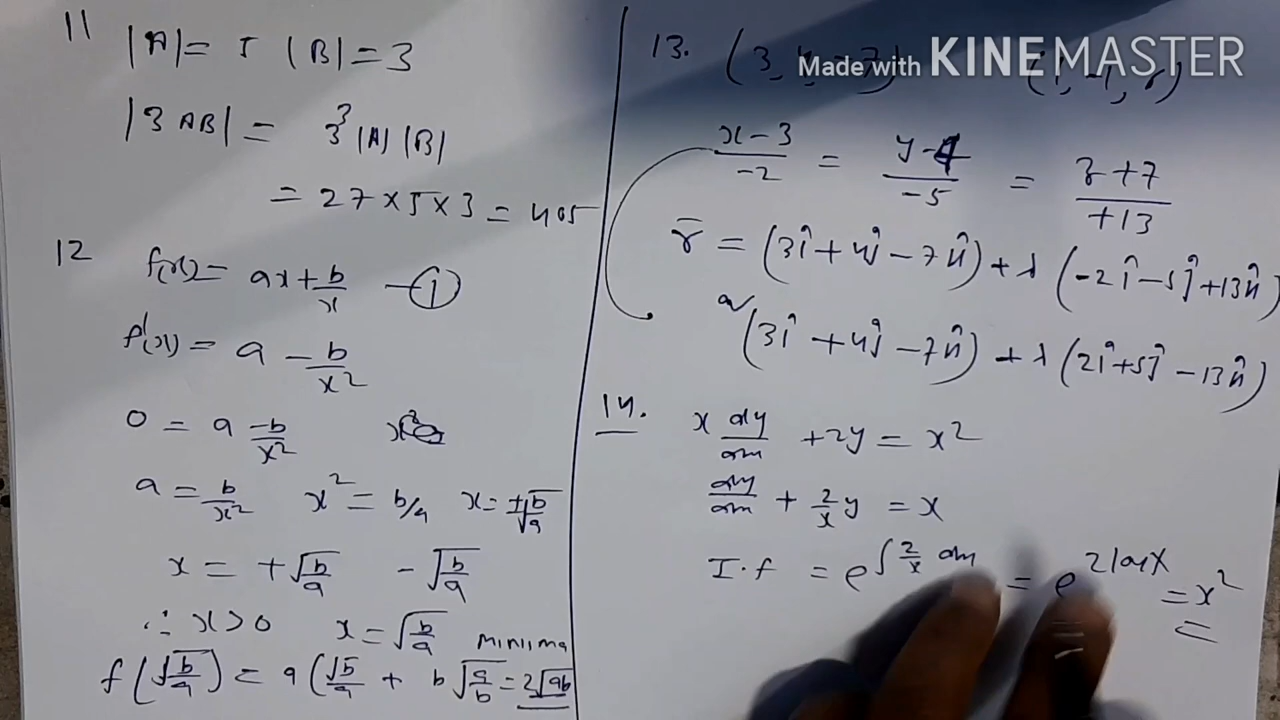 11
|A| = 5 |B| = 3
|3AB| = 3³ |A| |B|
= 27 × 5 × 3 = 405
12
f(x) = ax + b/x —①
f'(x) = a - b/x²
0 = a - b/x²
a = b/x² x² = b/a x = ±√b/a
x = +√b/a - √b/a
∴ x > 0 x = √b/a minima
f(√b/a) = a(√b/a + b√a/b = 2√ab
13. (3,
Made with KINEMASTER
x-3/-2 = y-4/-5 = z+7/+13
r̄ = (3î + 4ĵ - 7k̂) + λ(-2î - 5ĵ + 13k̂)
(3î + 4ĵ - 7k̂) + λ(2î + 5ĵ - 13k̂)
14.
x dy/dx + 2y = x²
dy/dx + 2/x y = x
I.f = e^∫2/x dx = e^2logx = x²